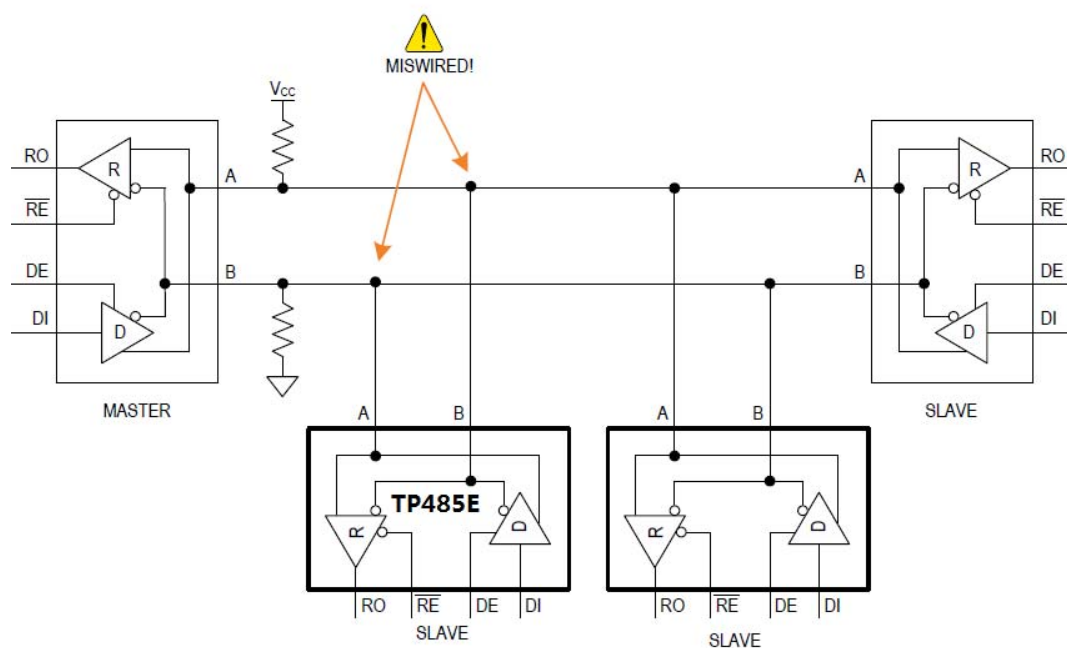 MISWIRED!
VCC
RO
R
A
A
R
RO
RE
RE
DE
B
B
DE
DI
D
D
DI
MASTER
SLAVE
A
B
A
B
TP485E
R
D
R
D
RO
RE
DE
DI
RO
RE
DE
DI
SLAVE
SLAVE